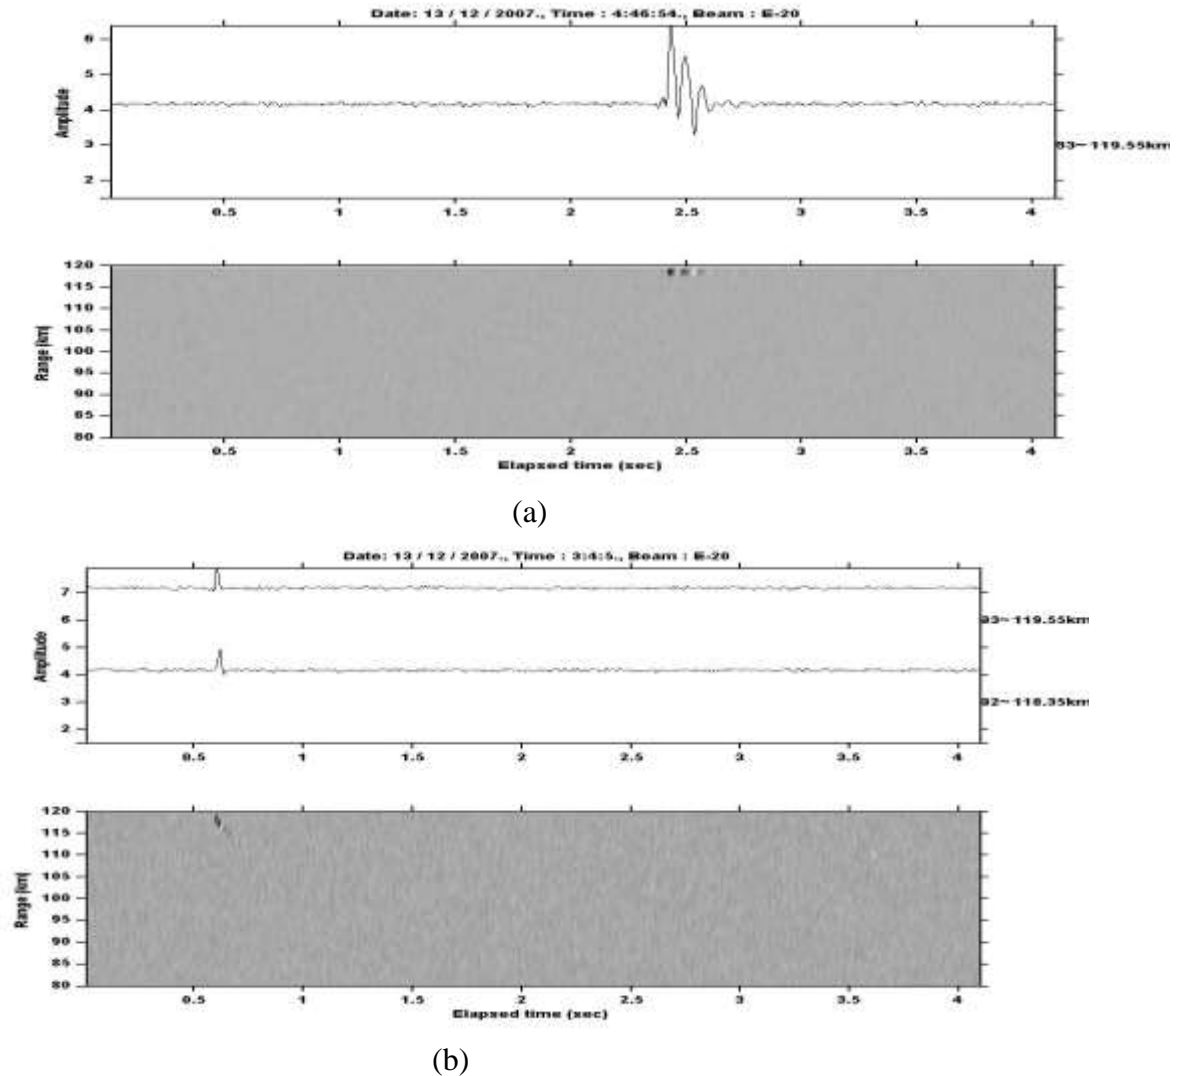 Date: 13 / 12 / 2007., Time : 4:46:54., Beam : E-20
6
5
4
3
2
Amplitude
83~ 119.55km
0.5 1 1.5 2 2.5 3 3.5 4
120
115
110
105
100
95
90
85
80
Range (km)
0.5 1 1.5 2 2.5 3 3.5 4
Elapsed time (sec)
(a)
Date: 13 / 12 / 2007., Time : 3:4:5., Beam : E-20
7
6
5
4
3
2
Amplitude
93~ 119.55km
92~ 118.35km
0.5 1 1.5 2 2.5 3 3.5 4
120
115
110
105
100
95
90
85
80
Range (km)
0.5 1 1.5 2 2.5 3 3.5 4
Elapsed time (sec)
(b)